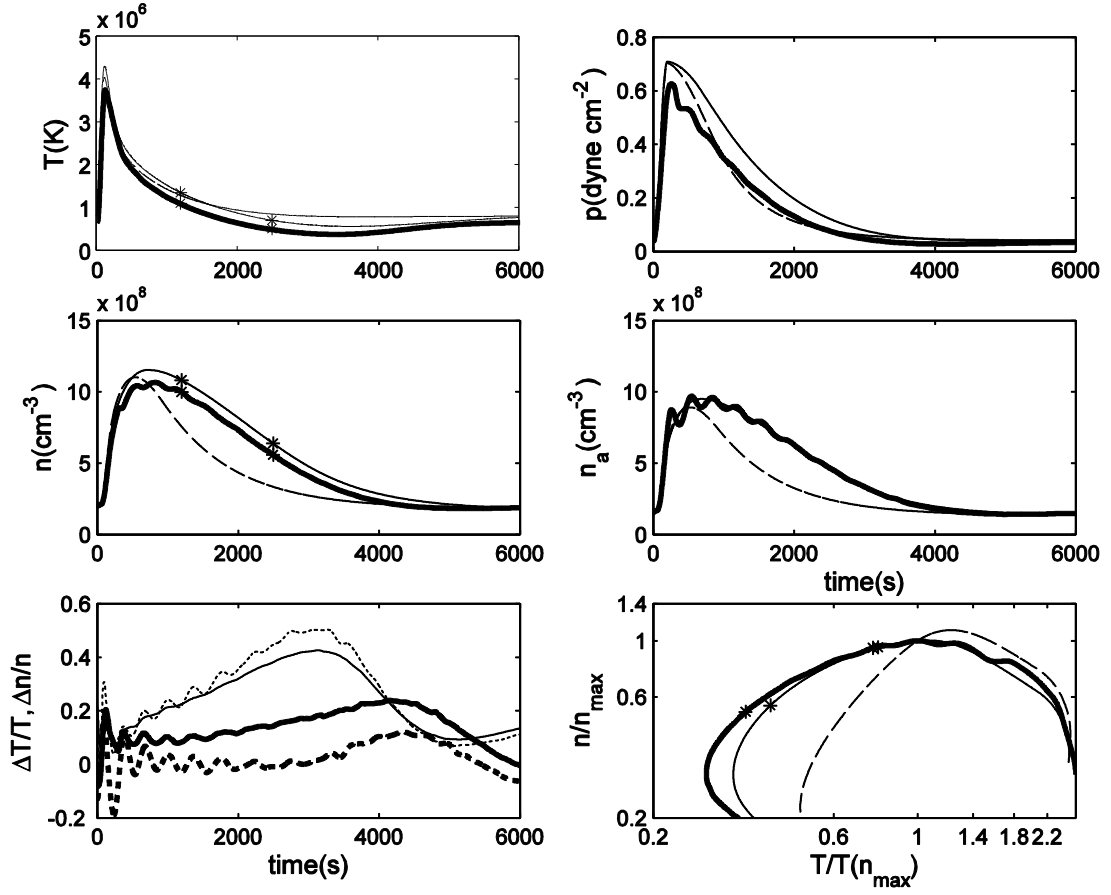 x 10^6
5
4
3
2
1
0
T(K)
0 2000 4000 6000
0.8
0.6
0.4
0.2
0
p(dyne cm^-2)
0 2000 4000 6000
x 10^8
15
10
5
0
n(cm^-3)
0 2000 4000 6000
x 10^8
15
10
5
0
n_a(cm^-3)
0 2000 4000 6000
time(s)
0.6
0.4
0.2
0
-0.2
ΔT/T, Δn/n
0 2000 4000 6000
time(s)
1.4
1
0.6
0.2
n/n_max
0.2 0.6 1 1.4 1.8 2.2
T/T(n_max)